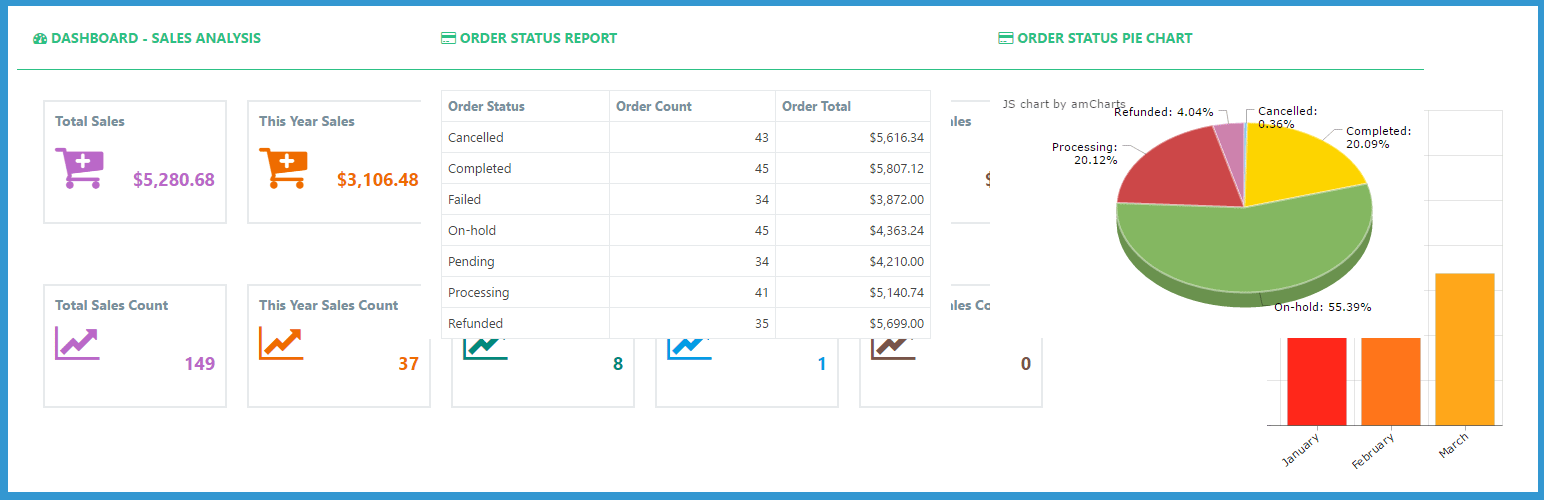 DASHBOARD - SALES ANALYSIS
ORDER STATUS REPORT
ORDER STATUS PIE CHART
Total Sales
$5,280.68
This Year Sales
$3,106.48
Order Status Order Count Order Total
Cancelled 43 $5,616.34
Completed 45 $5,807.12
Failed 34 $3,872.00
On-hold 45 $4,363.24
Pending 34 $4,210.00
Processing 41 $5,140.74
Refunded 35 $5,699.00
JS chart by amCharts
Refunded: 4.04%
Cancelled:
0.36%
Completed:
20.09%
Processing:
20.12%
On-hold: 55.39%
Total Sales Count
149
This Year Sales Count
37
8
1
0
January
February
March